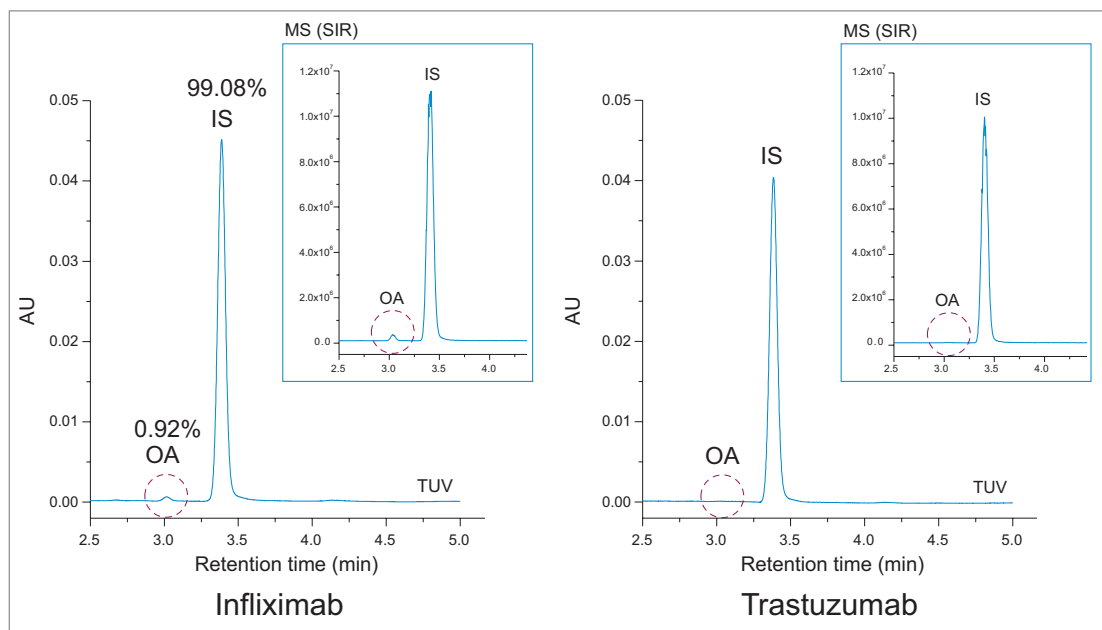 MS (SIR)
1.2x10⁷
1.0x10⁷
8.0x10⁶
6.0x10⁶
4.0x10⁶
2.0x10⁶
0.0
IS
OA
2.5 3.0 3.5 4.0
99.08%
IS
0.92%
OA
TUV
AU
0.05
0.04
0.03
0.02
0.01
0.00
2.5 3.0 3.5 4.0 4.5 5.0
Retention time (min)
Infliximab
MS (SIR)
1.2x10⁷
1.0x10⁷
8.0x10⁶
6.0x10⁶
4.0x10⁶
2.0x10⁶
0.0
IS
OA
2.5 3.0 3.5 4.0
IS
OA
TUV
AU
0.05
0.04
0.03
0.02
0.01
0.00
2.5 3.0 3.5 4.0 4.5 5.0
Retention time (min)
Trastuzumab